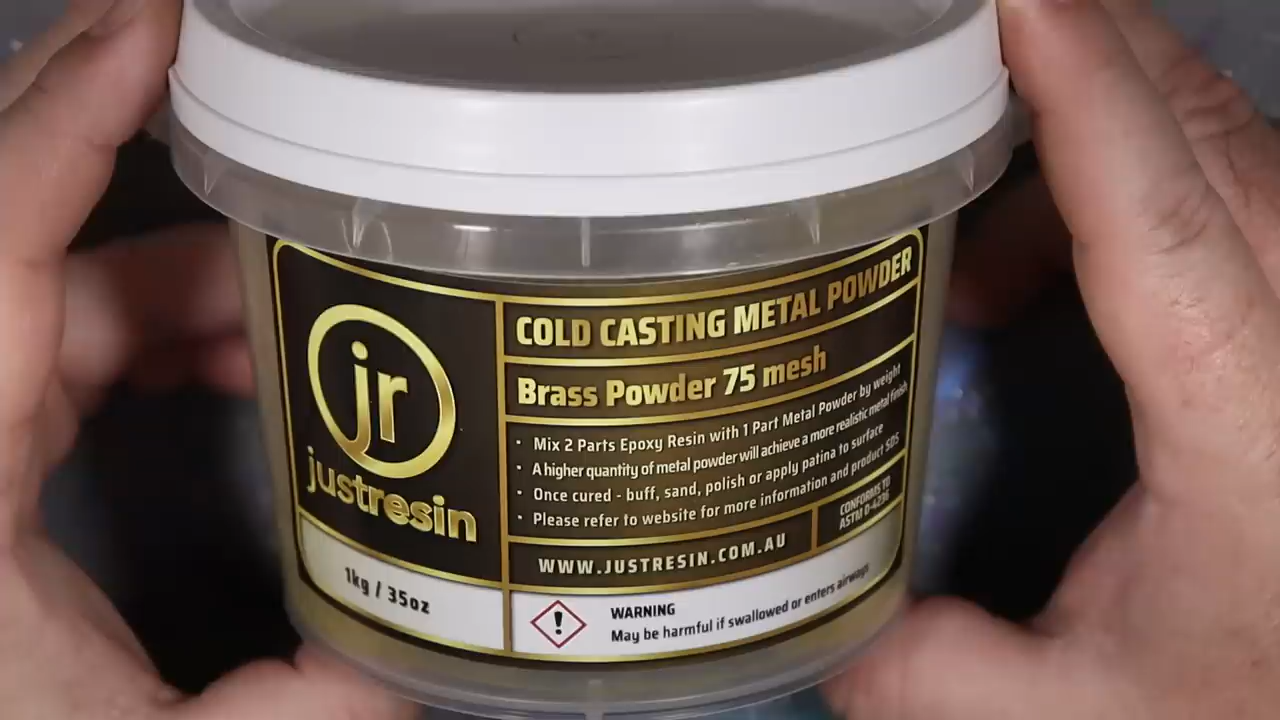 jr
justresin
1kg / 35oz
COLD CASTING METAL POWDER
Brass Powder 75 mesh
• Mix 2 Parts Epoxy Resin with 1 Part Metal Powder by weight
• A higher quantity of metal powder will achieve a more realistic metal finish
• Once cured - buff, sand, polish or apply patina to surface
• Please refer to website for more information and product SDS
WWW.JUSTRESIN.COM.AU
CONFORMS TO
ASTM D-4236
WARNING
May be harmful if swallowed or enters airways